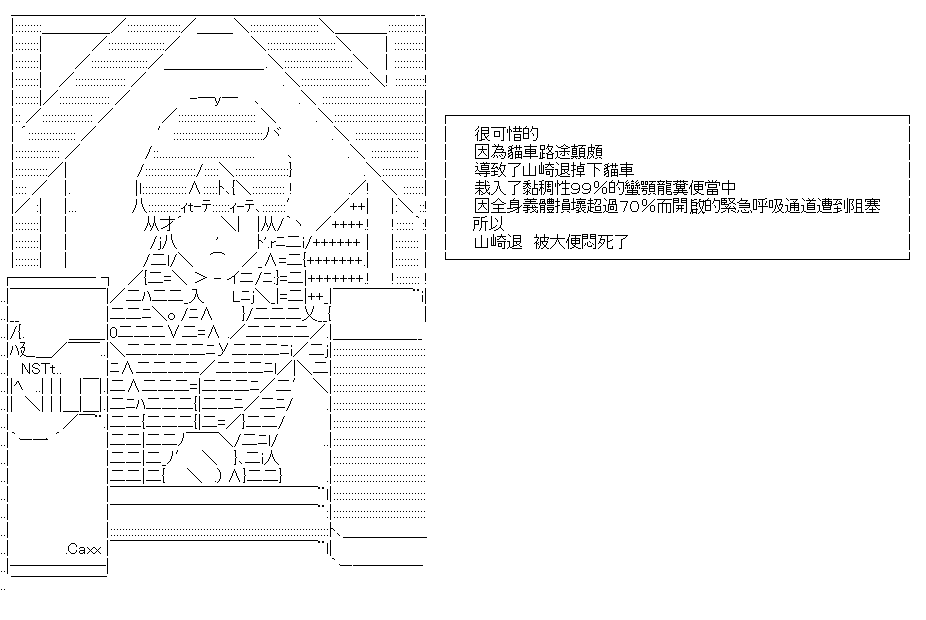 很可惜的
因為貓車路途顛頗
導致了山崎退掉下貓車
栽入了黏稠性99％的蠻顎龍糞便當中
因全身義體損壞超過70％而開啟的緊急呼吸通道遭到阻塞
所以
山崎退　被大便悶死了
NSTt..
.Caxx